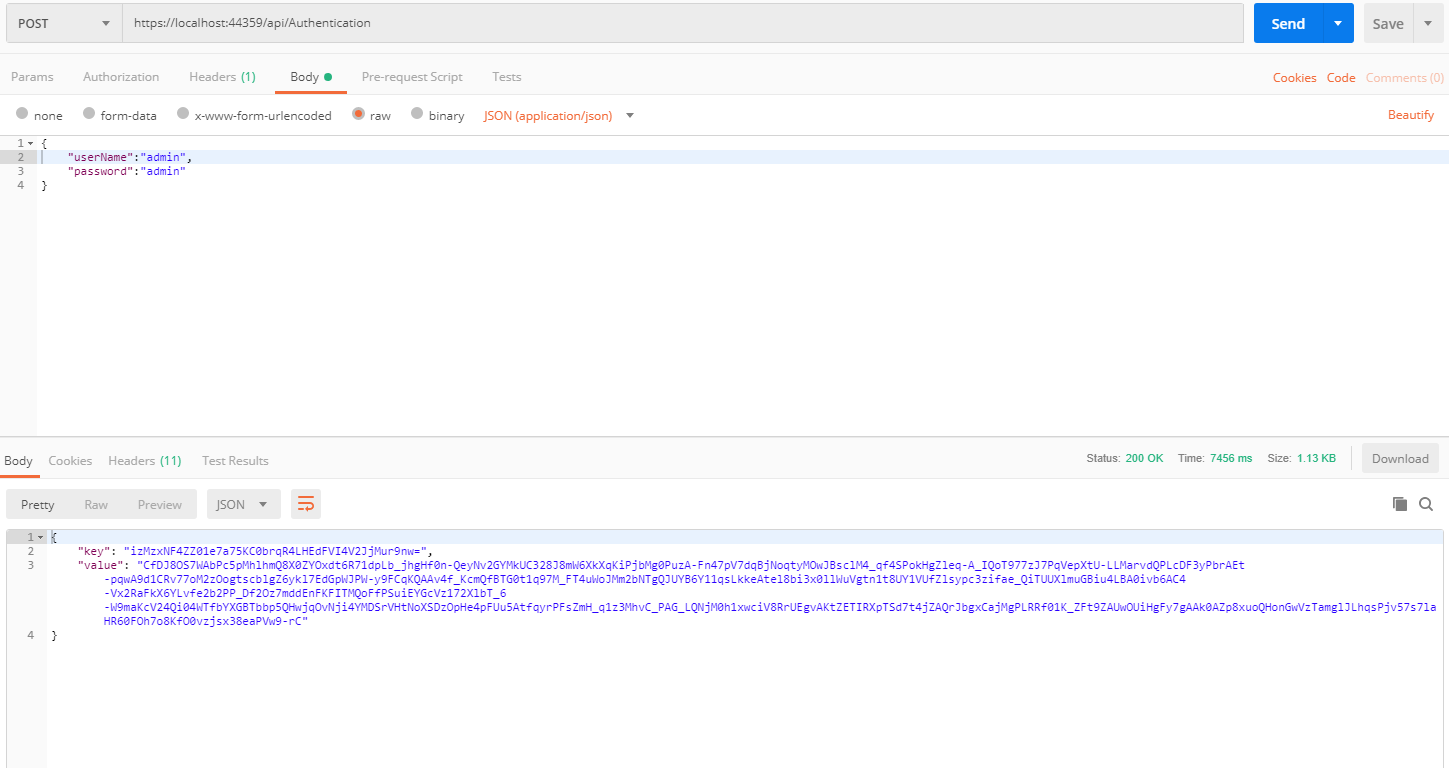 POST https://localhost:44359/api/Authentication Send Save
Params Authorization Headers (1) Body Pre-request Script Tests Cookies Code Comments (0)
none form-data x-www-form-urlencoded raw binary JSON (application/json) Beautify
1 {
2 "userName":"admin",
3 "password":"admin"
4 }
Body Cookies Headers (11) Test Results Status: 200 OK Time: 7456 ms Size: 1.13 KB Download
Pretty Raw Preview JSON
1 {
2 "key": "izMzxNF4ZZ01e7a75KC0brqR4LHEdFVI4V2JjMur9nw=",
3 "value": "CfDJ8OS7WAbPc5pMhlhmQ8X0ZYOxdt6R71dpLb_jhgHf0n-QeyNv2GYMkUC328J8mW6XkXqKiPjbMg0PuzA-Fn47pV7dqBjNoqtyMOwJBsclM4_qf4SPokHgZleq-A_IQoT977zJ7PqVepXtU-LLMarvdQPLcDF3yPbrAEt
-pqwA9d1CRv77oM2zOogtscblgZ6ykl7EdGpWJPW-y9FCqKQAAv4f_KcmQfBTG0t1q97M_FT4uWoJMm2bNTgQJUYB6Y11qsLkkeAtel8bi3x0llWuVgtn1t8UY1VUfZlsypc3zifae_QiTUUXlmuGBiu4LBA0ivb6AC4
-Vx2RaFkX6YLvfe2b2PP_Df2Oz7mddEnFKFITMQoFfPSuiEYGcVz172XlbT_6
-W9maKcV24Qi04WTfbYXGBTbbp5QHwjqOvNji4YMDSrVHtNoXSDzOpHe4pFUu5AtfqyrPFsZmH_q1z3MhvC_PAG_LQNjM0h1xwciV8RrUEgvAKtZETIRXpTSd7t4jZAQrJbgxCajMgPLRRf01K_ZFt9ZAUwOUiHgFy7gAAk0AZp8xuoQHonGwVzTamglJLhqsPjv57s7la
HR60FOh7o8KfO0vzjsx38eaPVw9-rC"
4 }